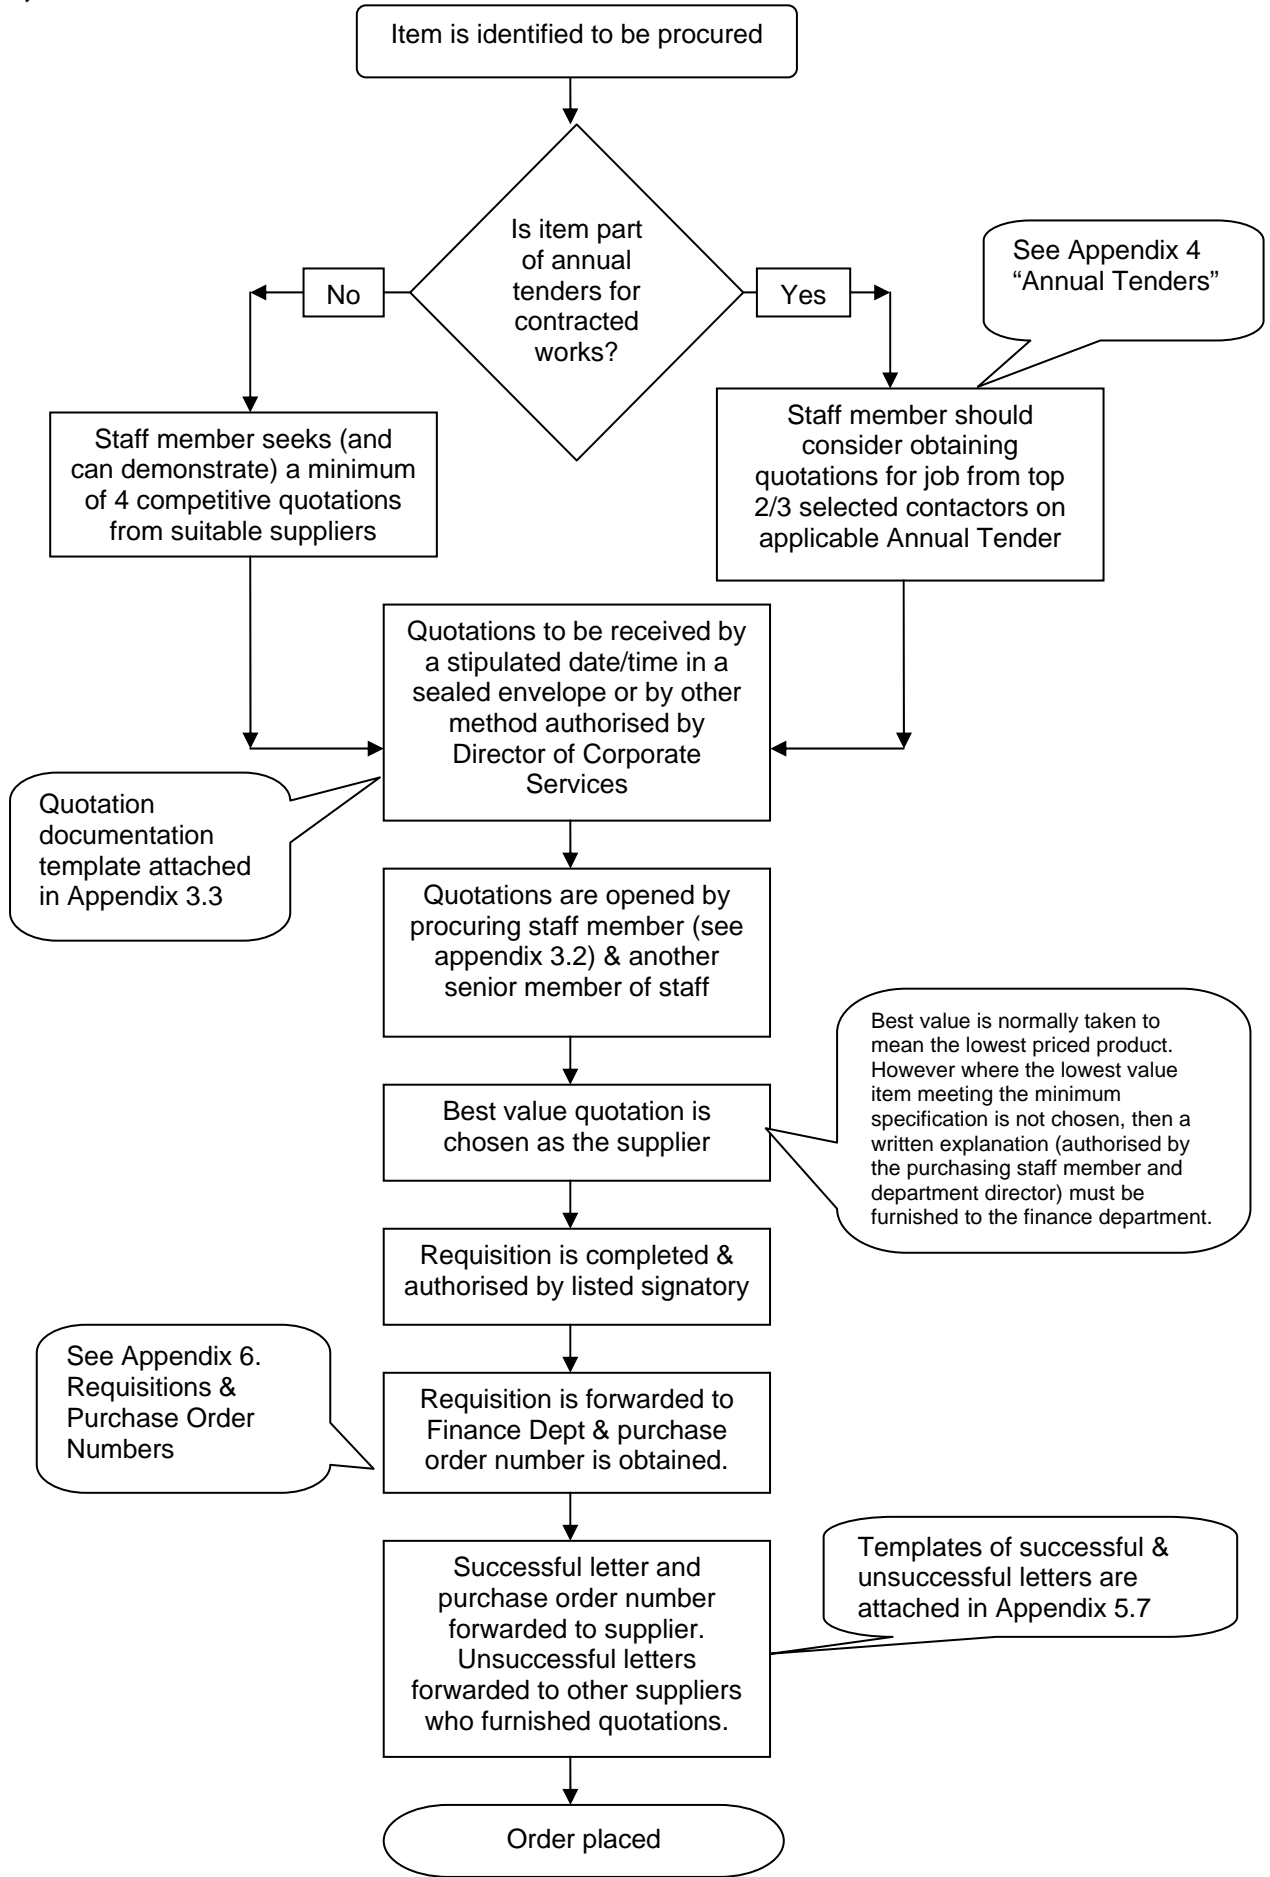 Item is identified to be procured
Is item part
of annual
tenders for
contracted
works?
No
Yes
See Appendix 4
“Annual Tenders”
Staff member seeks (and
can demonstrate) a minimum
of 4 competitive quotations
from suitable suppliers
Staff member should
consider obtaining
quotations for job from top
2/3 selected contactors on
applicable Annual Tender
Quotations to be received by
a stipulated date/time in a
sealed envelope or by other
method authorised by
Director of Corporate
Services
Quotation
documentation
template attached
in Appendix 3.3
Quotations are opened by
procuring staff member (see
appendix 3.2) & another
senior member of staff
Best value is normally taken to
mean the lowest priced product.
However where the lowest value
item meeting the minimum
specification is not chosen, then a
written explanation (authorised by
the purchasing staff member and
department director) must be
furnished to the finance department.
Best value quotation is
chosen as the supplier
Requisition is completed &
authorised by listed signatory
See Appendix 6.
Requisitions &
Purchase Order
Numbers
Requisition is forwarded to
Finance Dept & purchase
order number is obtained.
Successful letter and
purchase order number
forwarded to supplier.
Unsuccessful letters
forwarded to other suppliers
who furnished quotations.
Templates of successful &
unsuccessful letters are
attached in Appendix 5.7
Order placed